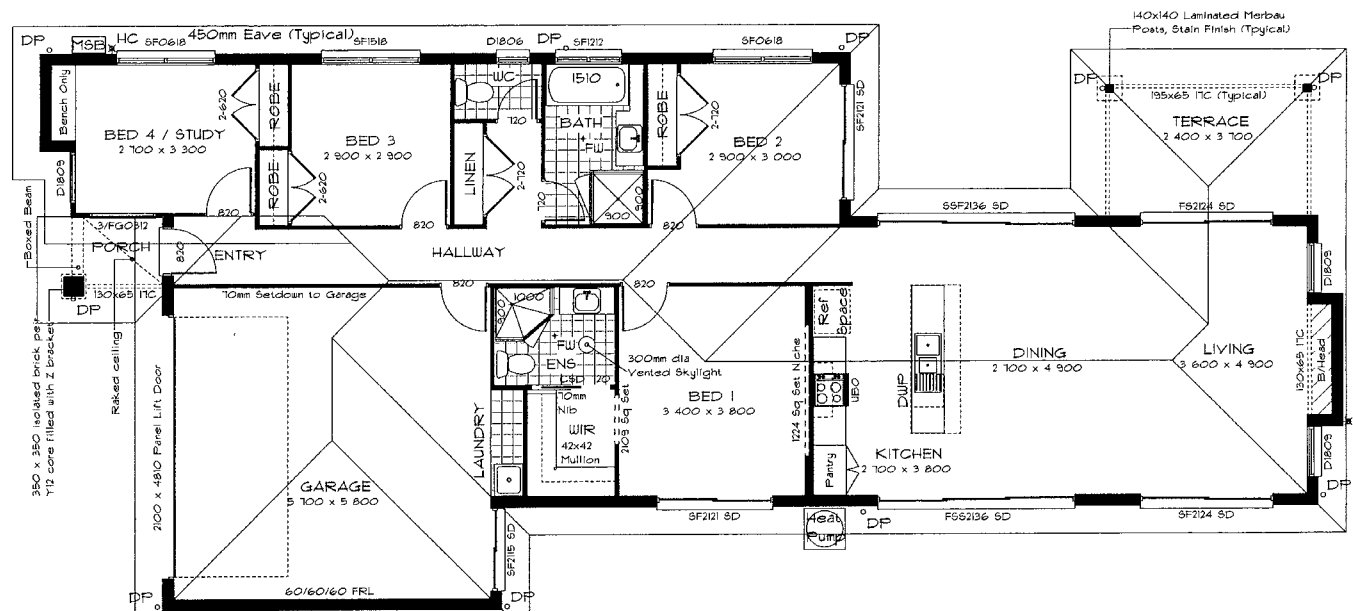 140x140 Laminated Merbau
Posts, Stain Finish (Tpyical)
DP
MSB
HC
450mm Eave (Typical)
SF0618
SF1518
D1806
DP
SF1212
SF0618
DP
Bench Only
2-620
ROBE
BED 4 / STUDY
2 700 x 3 300
BED 3
2 900 x 2 900
WC
720
1510
BATH
FW
ROBE
2-720
BED 2
2 900 x 3 000
SF2121 SD
DP
DP
195x65 ITC (Typical)
TERRACE
2 400 x 3 700
D1809
ROBE
2-620
LINEN
2-720
720
900
900
820
820
820
SSF2136 SD
FS2124 SD
Boxed Beam
3/FG0312
PORCH
820
ENTRY
HALLWAY
D1809
130x65 ITC
DP
70mm Setdown to Garage
820
820
900
1000
FW
ENS
CSD 720
300mm dia
Vented Skylight
Ref
Space
UBO
DWP
DINING
2 700 x 4 900
LIVING
3 600 x 4 900
130x65 ITC
B/Head
350 x 350 isolated brick pier
Y12 core filled with Z bracket
Raked ceiling
2100 x 4810 Panel Lift Door
LAUNDRY
70mm
Nib
WIR
42x42
Mullion
2109 Sq Set
BED 1
3 400 x 3 800
1224 Sq Set Niche
Pantry
KITCHEN
2 700 x 3 800
D1809
DP
GARAGE
5 700 x 5 800
SF2115 SD
SF2121 SD
Heat
Pump
DP
FSS2136 SD
SF2124 SD
DP
60/60/60 FRL
DP